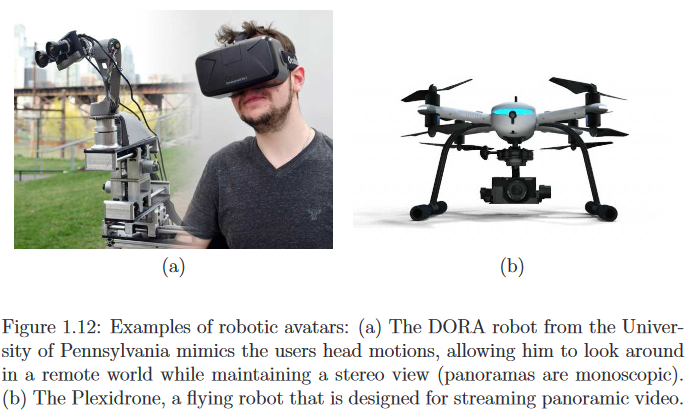 (a)
(b)
Figure 1.12: Examples of robotic avatars: (a) The DORA robot from the Univer-
sity of Pennsylvania mimics the users head motions, allowing him to look around
in a remote world while maintaining a stereo view (panoramas are monoscopic).
(b) The Plexidrone, a flying robot that is designed for streaming panoramic video.